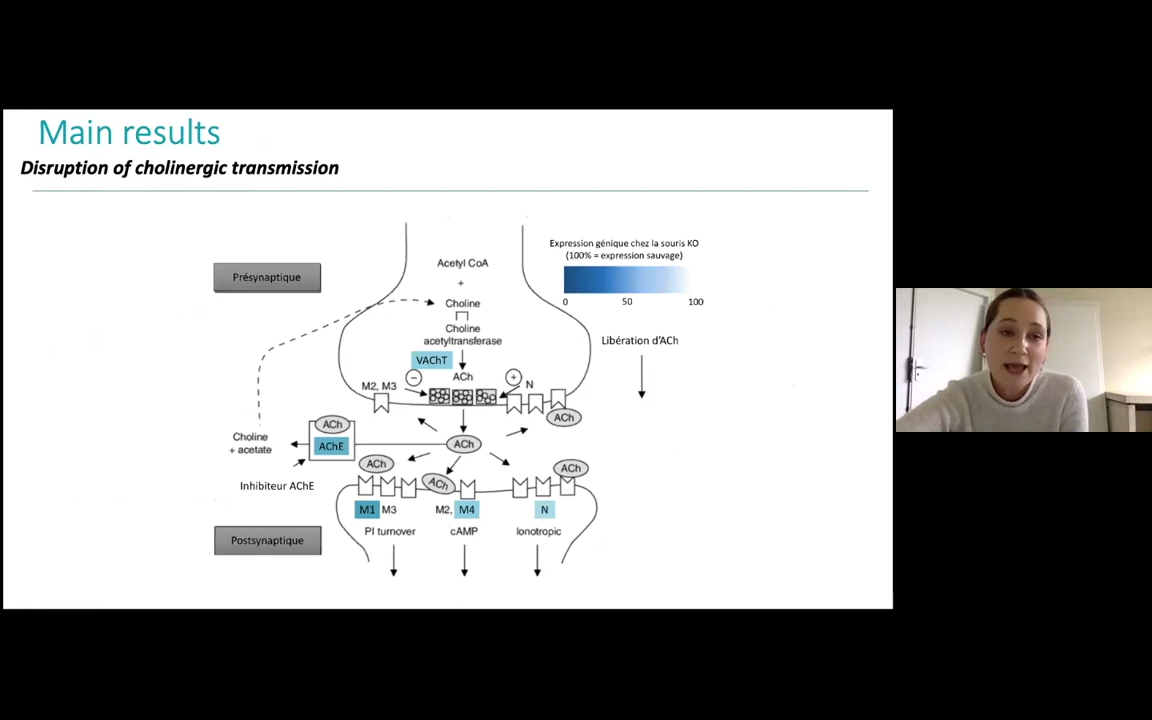 Main results
Disruption of cholinergic transmission
Expression génique chez la souris KO
(100% = expression sauvage)
0 50 100
Présynaptique
Acetyl CoA
+
Choline
Choline
acetyltransferase
Libération d'ACh
VAChT
M2, M3
−
ACh
+
N
ACh
ACh
AChE
Choline
+ acetate
ACh
Inhibiteur AChE
ACh
ACh
ACh
M1 M3
M2, M4
N
PI turnover
cAMP
Ionotropic
Postsynaptique